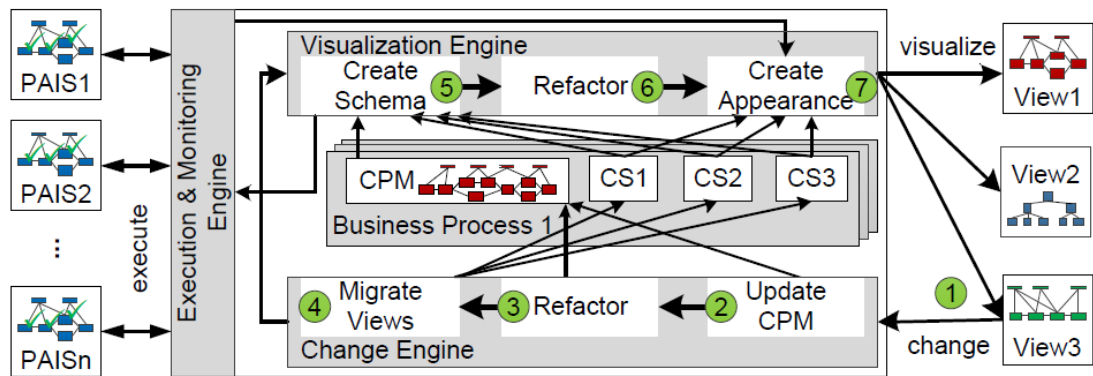 PAIS1
PAIS2
...
PAISn
execute
Execution & Monitoring
Engine
Visualization Engine
Create
Schema
5
Refactor
6
Create
Appearance
7
CPM
CS1
CS2
CS3
Business Process 1
4
Migrate
Views
3
Refactor
2
Update
CPM
Change Engine
visualize
View1
View2
1
change
View3